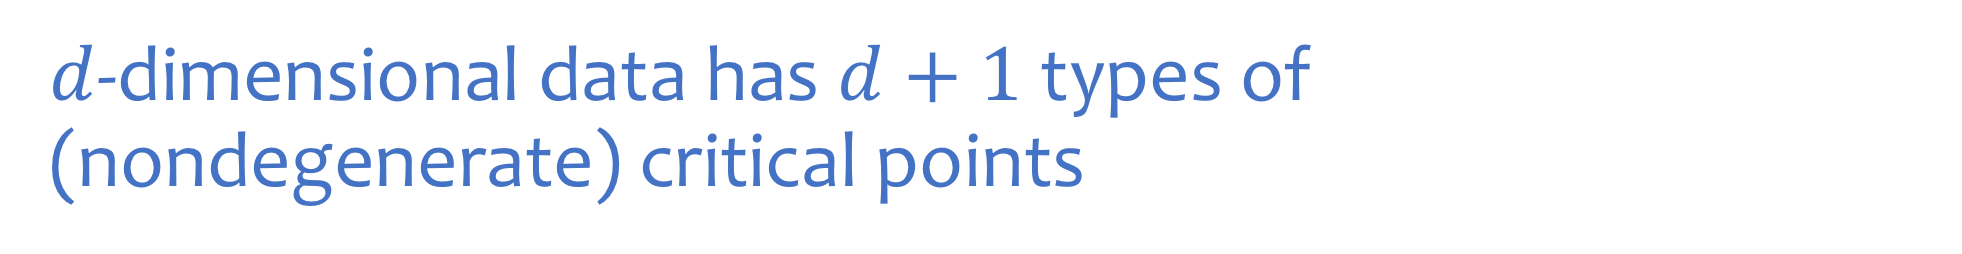 d-dimensional data has d + 1 types of
(nondegenerate) critical points